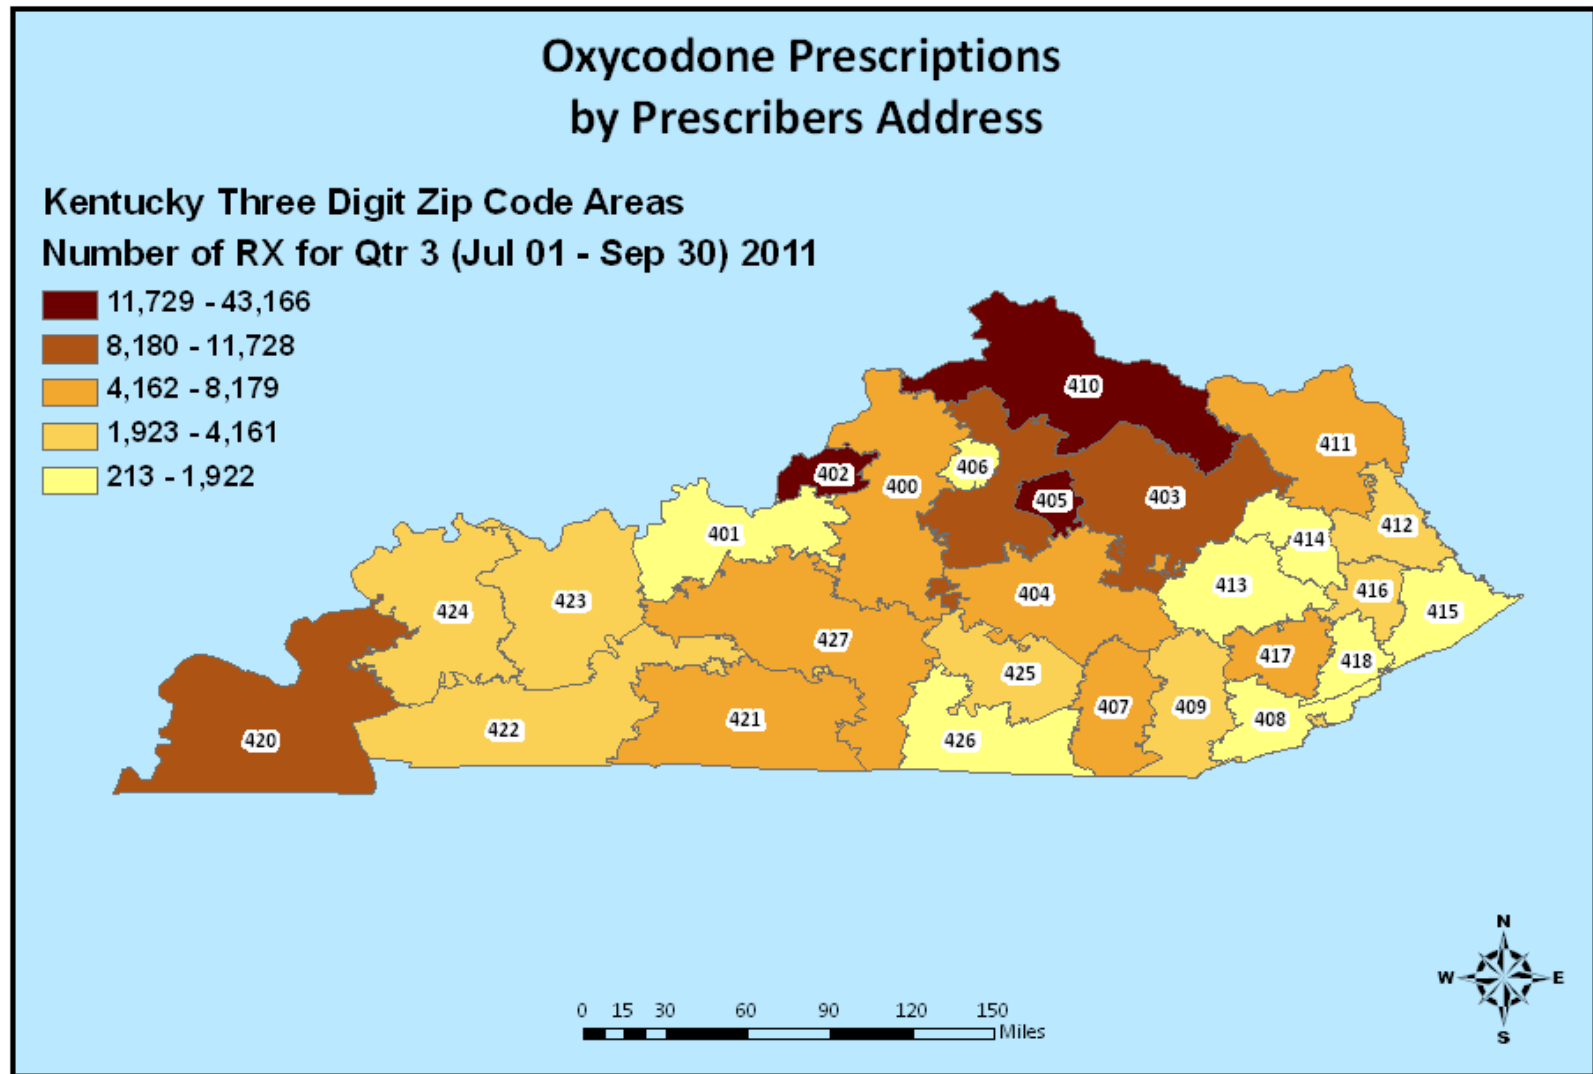 Oxycodone Prescriptions
by Prescribers Address
Kentucky Three Digit Zip Code Areas
Number of RX for Qtr 3 (Jul 01 - Sep 30) 2011
11,729 - 43,166
8,180 - 11,728
4,162 - 8,179
1,923 - 4,161
213 - 1,922
410
411
406
402
400
405
403
412
401
414
413
416
404
423
424
415
427
417
418
425
409
407
421
408
422
426
420
N
W E
S
0 15 30 60 90 120 150
Miles